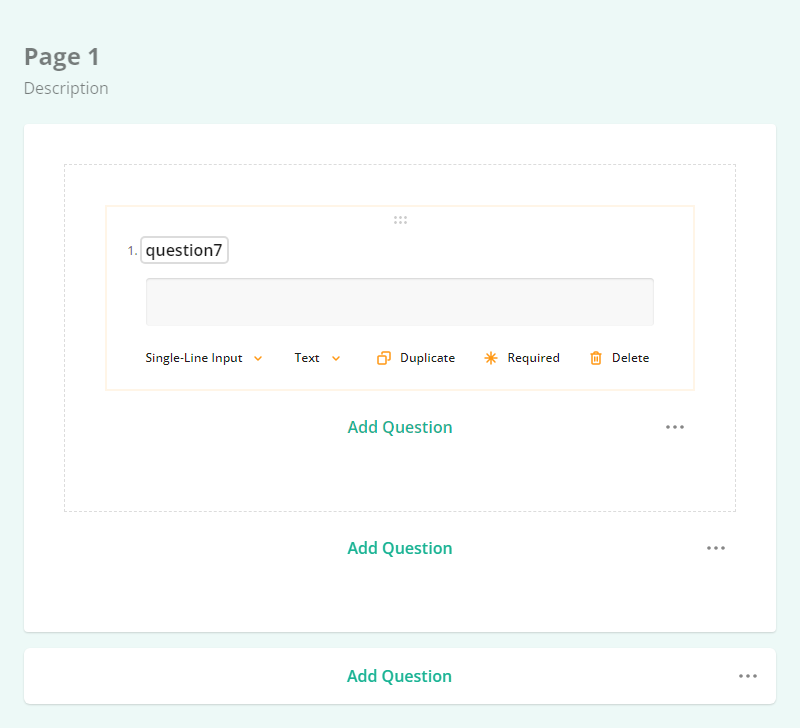 Page 1
Description
1. question7
Single-Line Input Text Duplicate Required Delete
Add Question
Add Question
Add Question